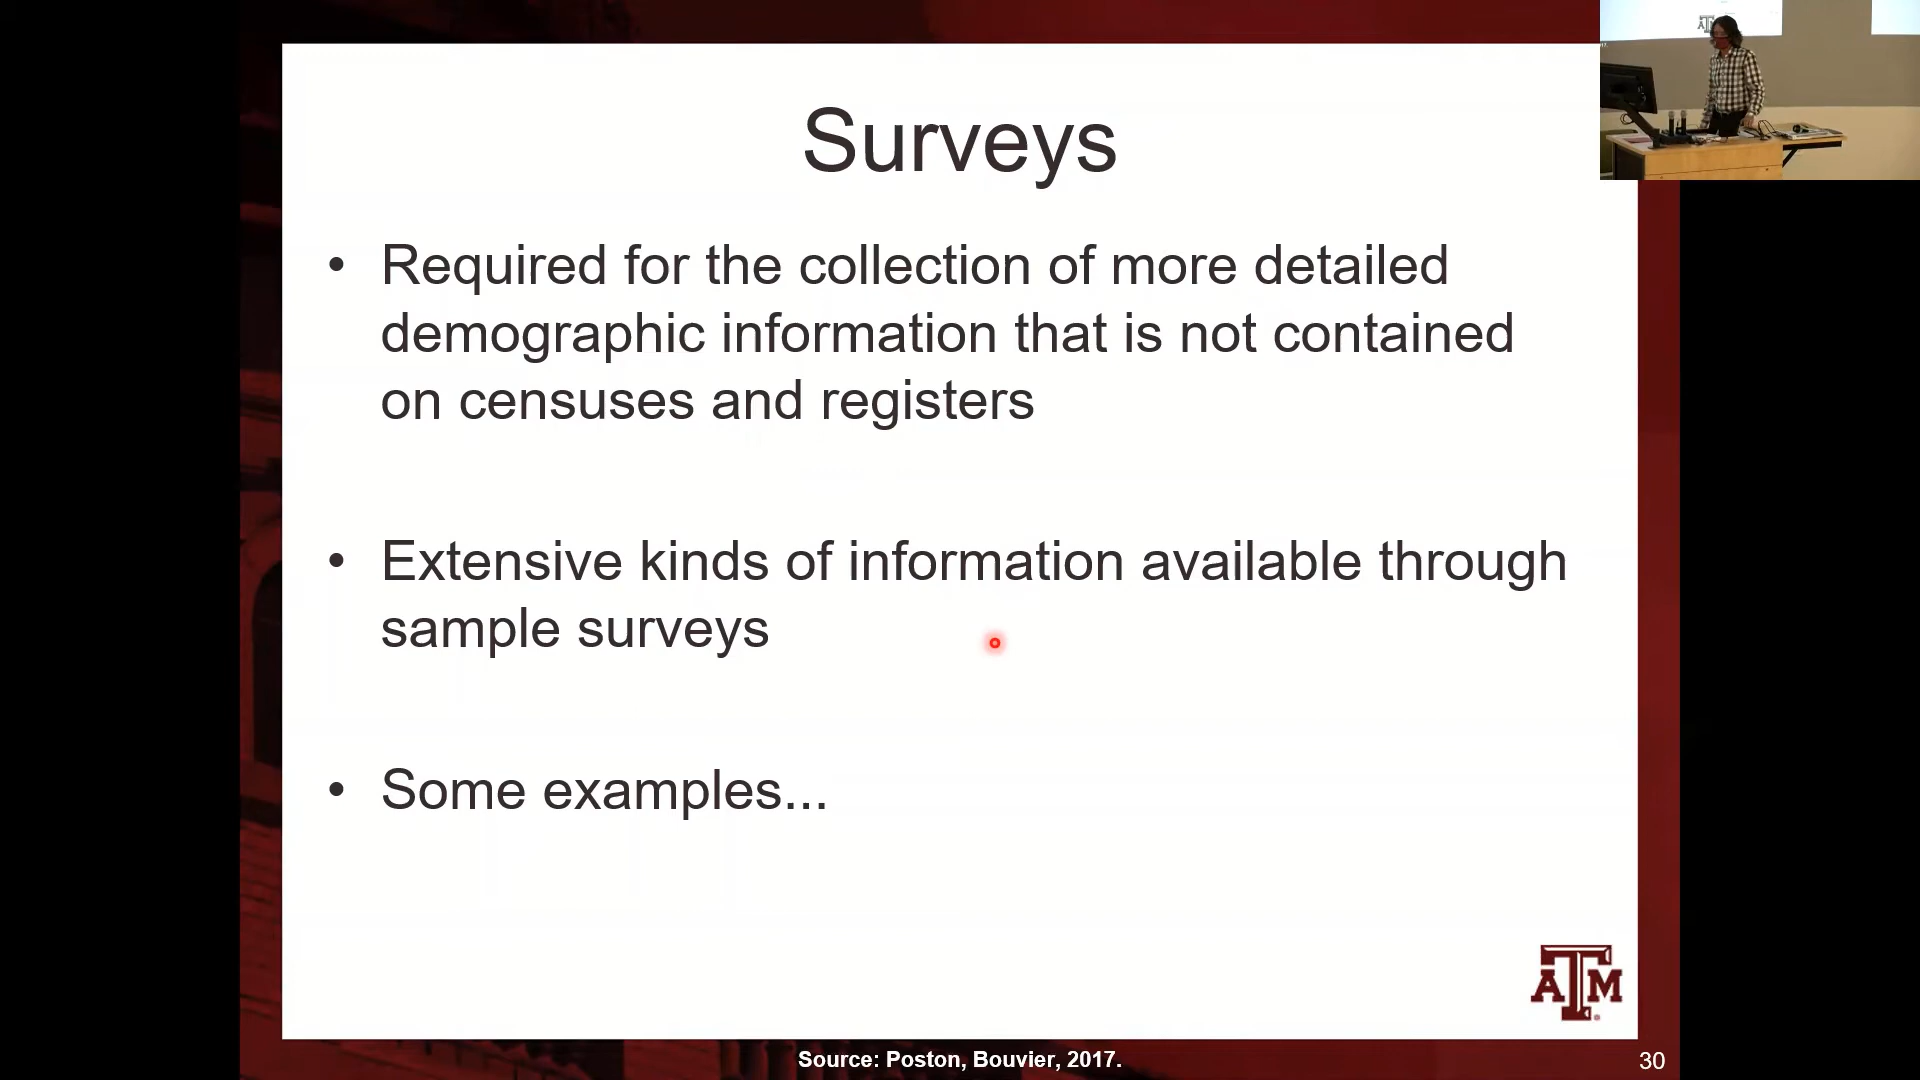 Surveys
• Required for the collection of more detailed
demographic information that is not contained
on censuses and registers
• Extensive kinds of information available through
sample surveys
• Some examples...
ATM
Source: Poston, Bouvier, 2017.
30